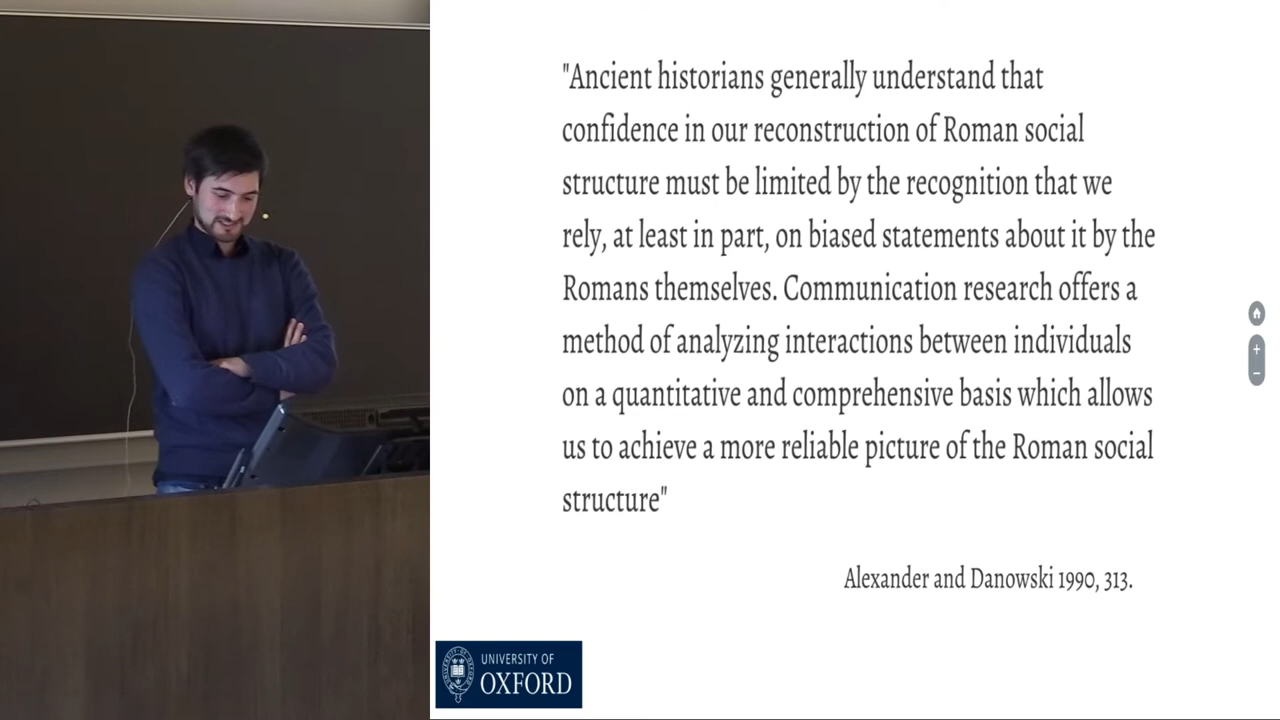 "Ancient historians generally understand that
confidence in our reconstruction of Roman social
structure must be limited by the recognition that we
rely, at least in part, on biased statements about it by the
Romans themselves. Communication research offers a
method of analyzing interactions between individuals
on a quantitative and comprehensive basis which allows
us to achieve a more reliable picture of the Roman social
structure"
Alexander and Danowski 1990, 313.
UNIVERSITY OF
OXFORD